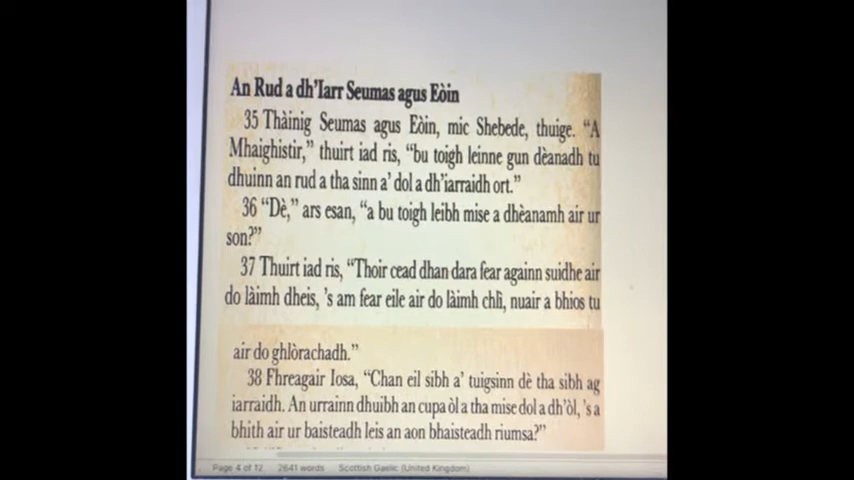 An Rud a dh’Iarr Seumas agus Eòin
35 Thàinig Seumas agus Eòin, mic Shebede, thuige. “A
Mhaighistir,” thuirt iad ris, “bu toigh leinne gun dèanadh tu
dhuinn an rud a tha sinn a’ dol a dh’iarraidh ort.”
36 “Dè,” ars esan, “a bu toigh leibh mise a dhèanamh air ur
son?”
37 Thuirt iad ris, “Thoir cead dhan dara fear againn suidhe air
do làimh dheis, ’s am fear eile air do làimh chlì, nuair a bhios tu
air do ghlòrachadh.”
38 Fhreagair Iosa, “Chan eil sibh a’ tuigsinn dè tha sibh ag
iarraidh. An urrainn dhuibh an cupa òl a tha mise dol a dh’òl, ’s a
bhith air ur baisteadh leis an aon bhaisteadh riumsa?”
Page 4 of 12 2641 words Scottish Gaelic (United Kingdom)